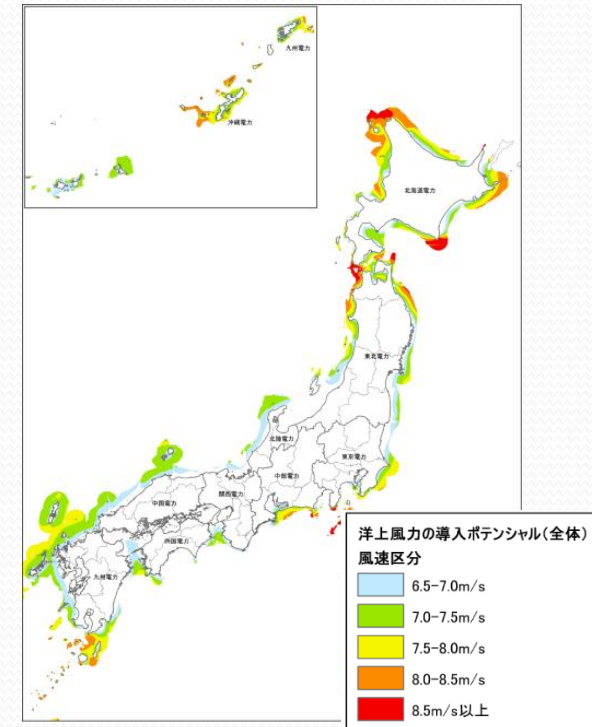 九州電力
沖縄電力
北海道電力
東北電力
北陸電力
東京電力
中部電力
関西電力
中国電力
四国電力
九州電力
洋上風力の導入ポテンシャル(全体)
風速区分
6.5-7.0m/s
7.0-7.5m/s
7.5-8.0m/s
8.0-8.5m/s
8.5m/s以上